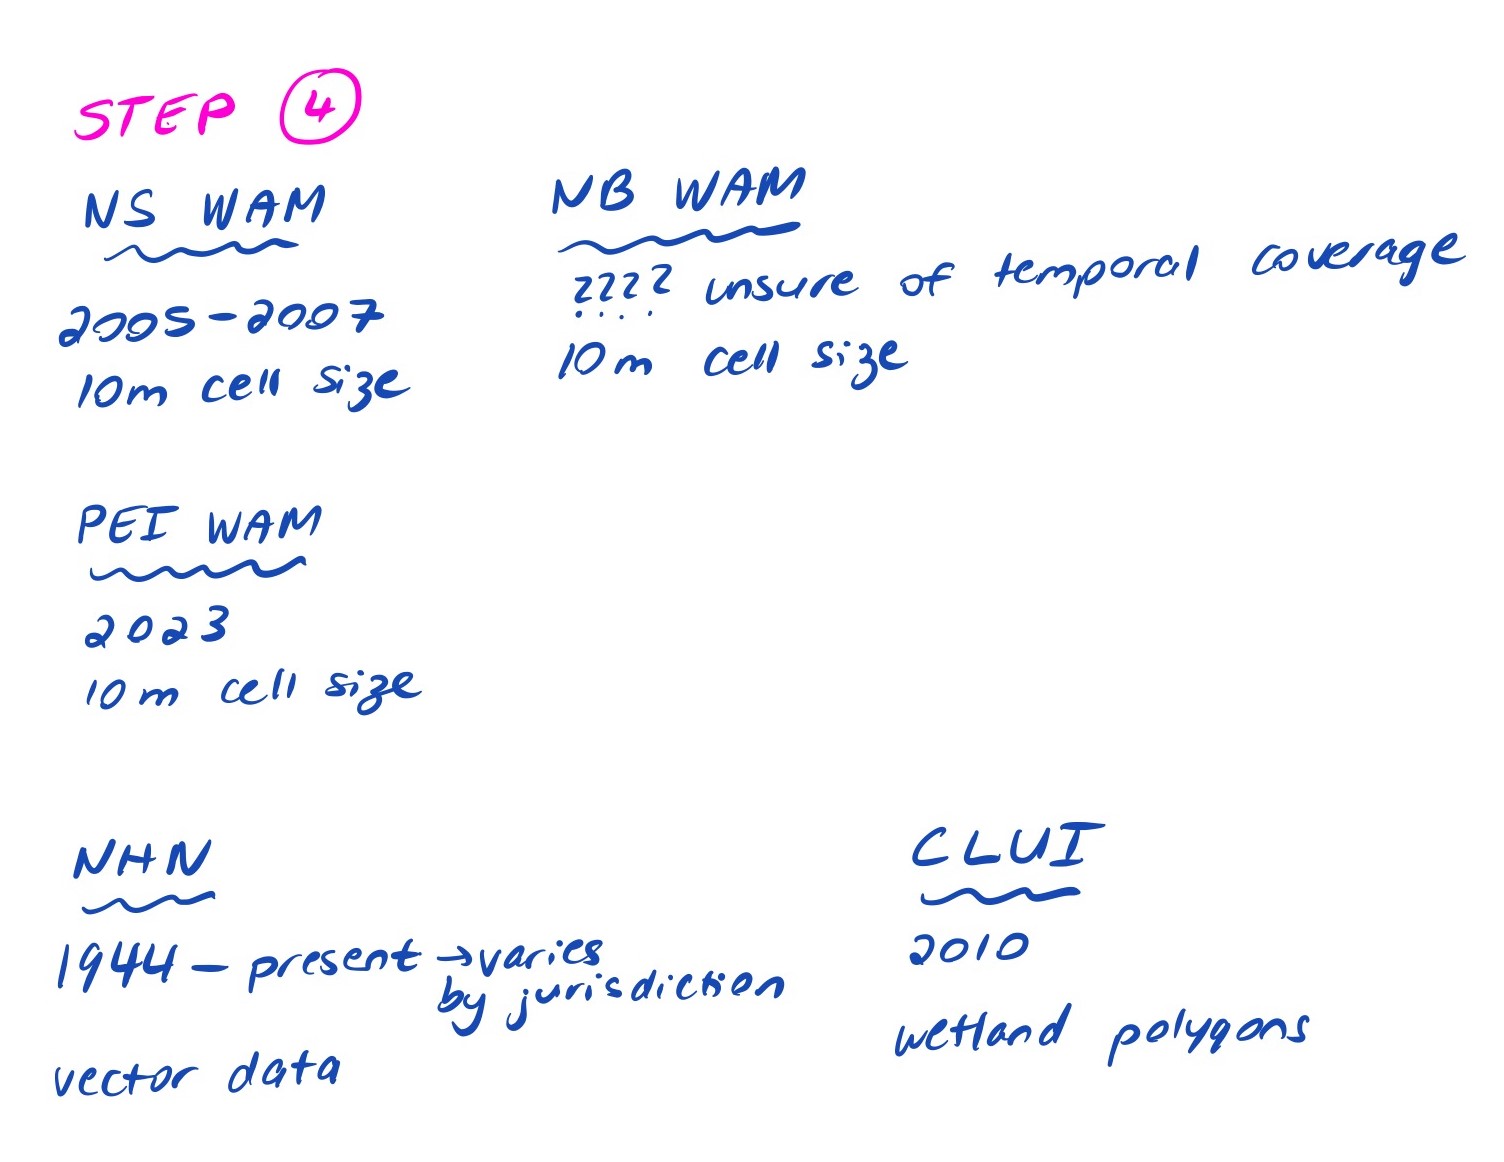 STEP 4
NS WAM
2005-2007
10m cell size
NB WAM
???? unsure of temporal coverage
10m cell size
PEI WAM
2023
10m cell size
NHN
1944 - present → varies
by jurisdiction
vector data
CLUI
2010
wetland polygons